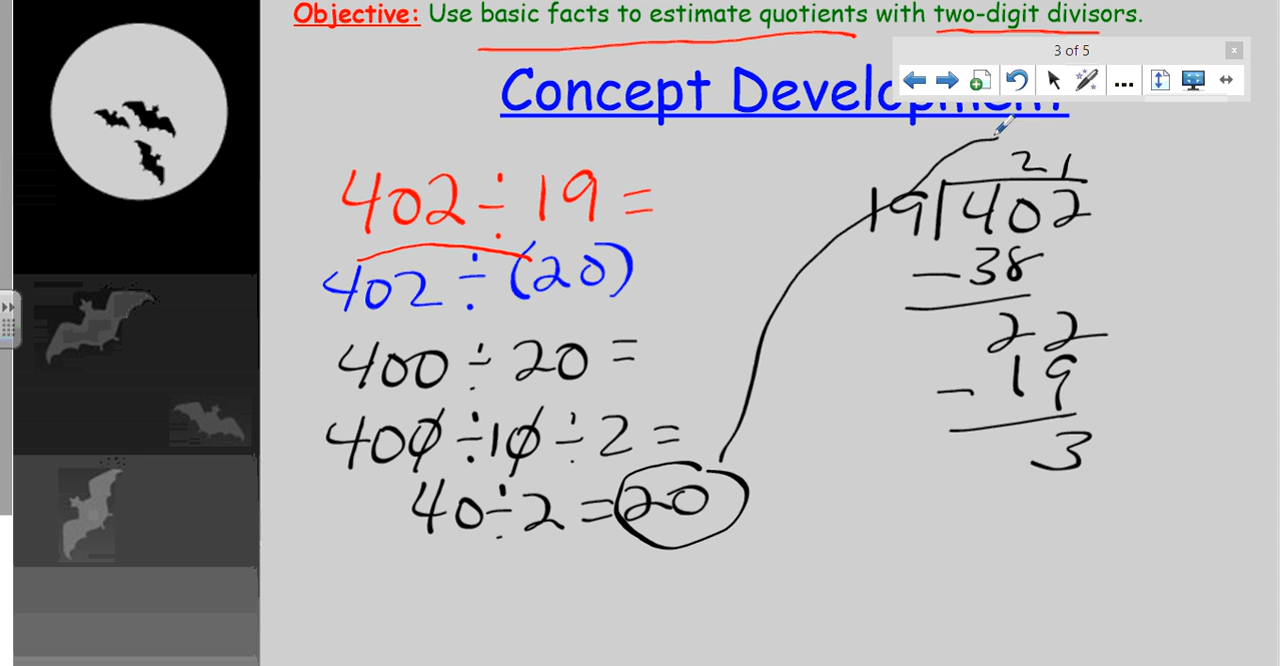 Objective: Use basic facts to estimate quotients with two-digit divisors.
3 of 5
Concept Development
402 ÷ 19 =
402 ÷ (20)
400 ÷ 20 =
400 ÷ 10 ÷ 2 =
40 ÷ 2 = 20
21
19 402
- 38
22
- 19
3